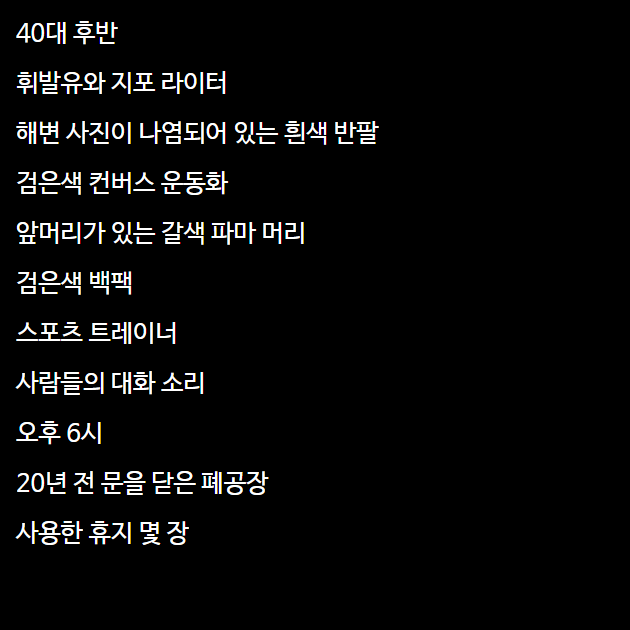 40대 후반
휘발유와 지포 라이터
해변 사진이 나염되어 있는 흰색 반팔
검은색 컨버스 운동화
앞머리가 있는 갈색 파마 머리
검은색 백팩
스포츠 트레이너
사람들의 대화 소리
오후 6시
20년 전 문을 닫은 폐공장
사용한 휴지 몇 장